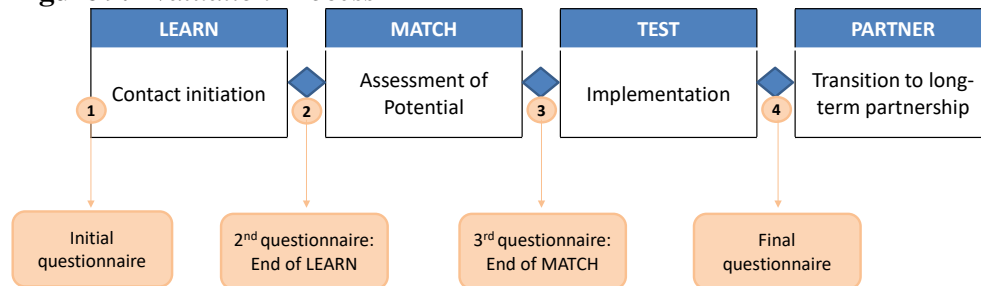 LEARN
MATCH
TEST
PARTNER
Contact initiation
Assessment of
Potential
Implementation
Transition to long-
term partnership
1
2
3
4
Initial
questionnaire
2nd questionnaire:
End of LEARN
3rd questionnaire:
End of MATCH
Final
questionnaire